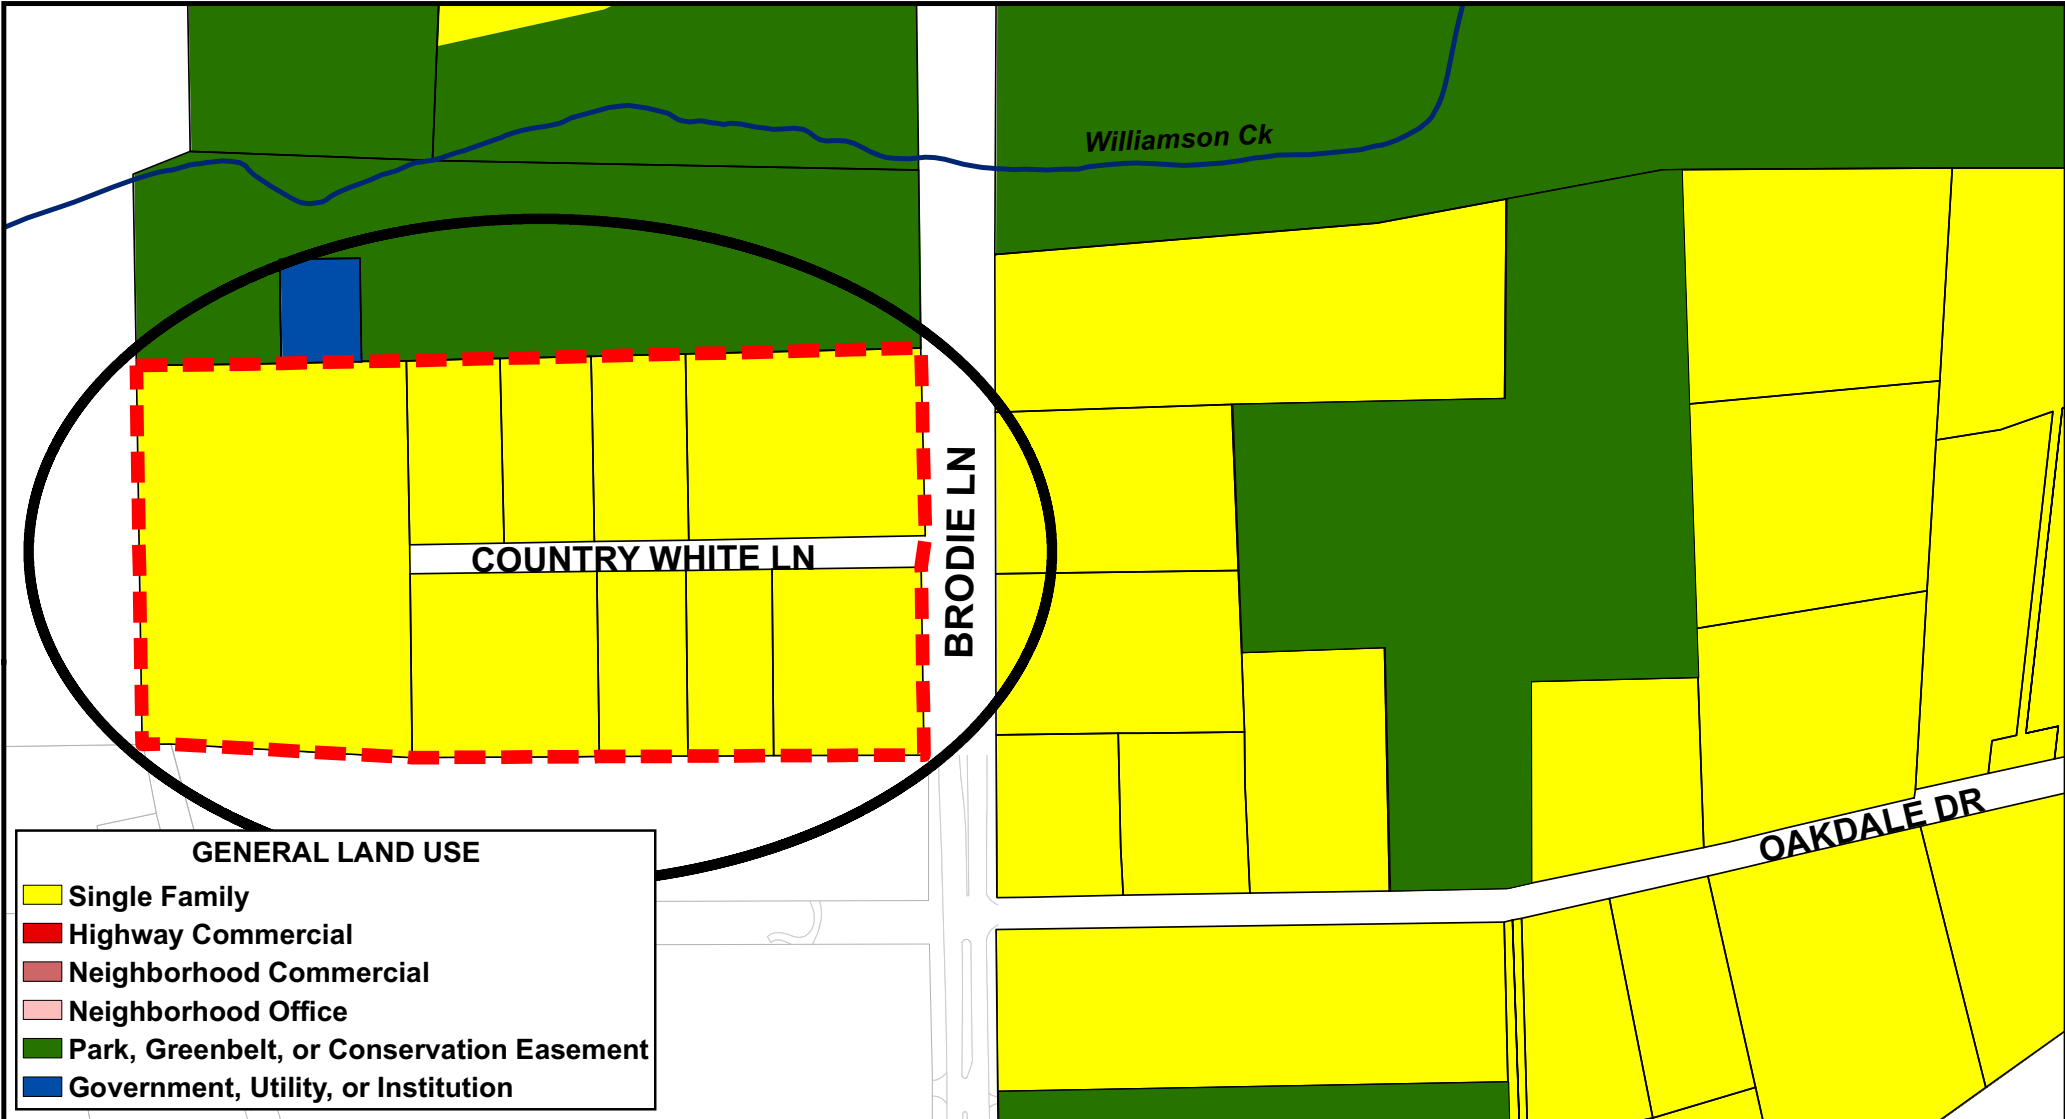 Williamson Ck
COUNTRY WHITE LN
BRODIE LN
OAKDALE DR
GENERAL LAND USE
Single Family
Highway Commercial
Neighborhood Commercial
Neighborhood Office
Park, Greenbelt, or Conservation Easement
Government, Utility, or Institution